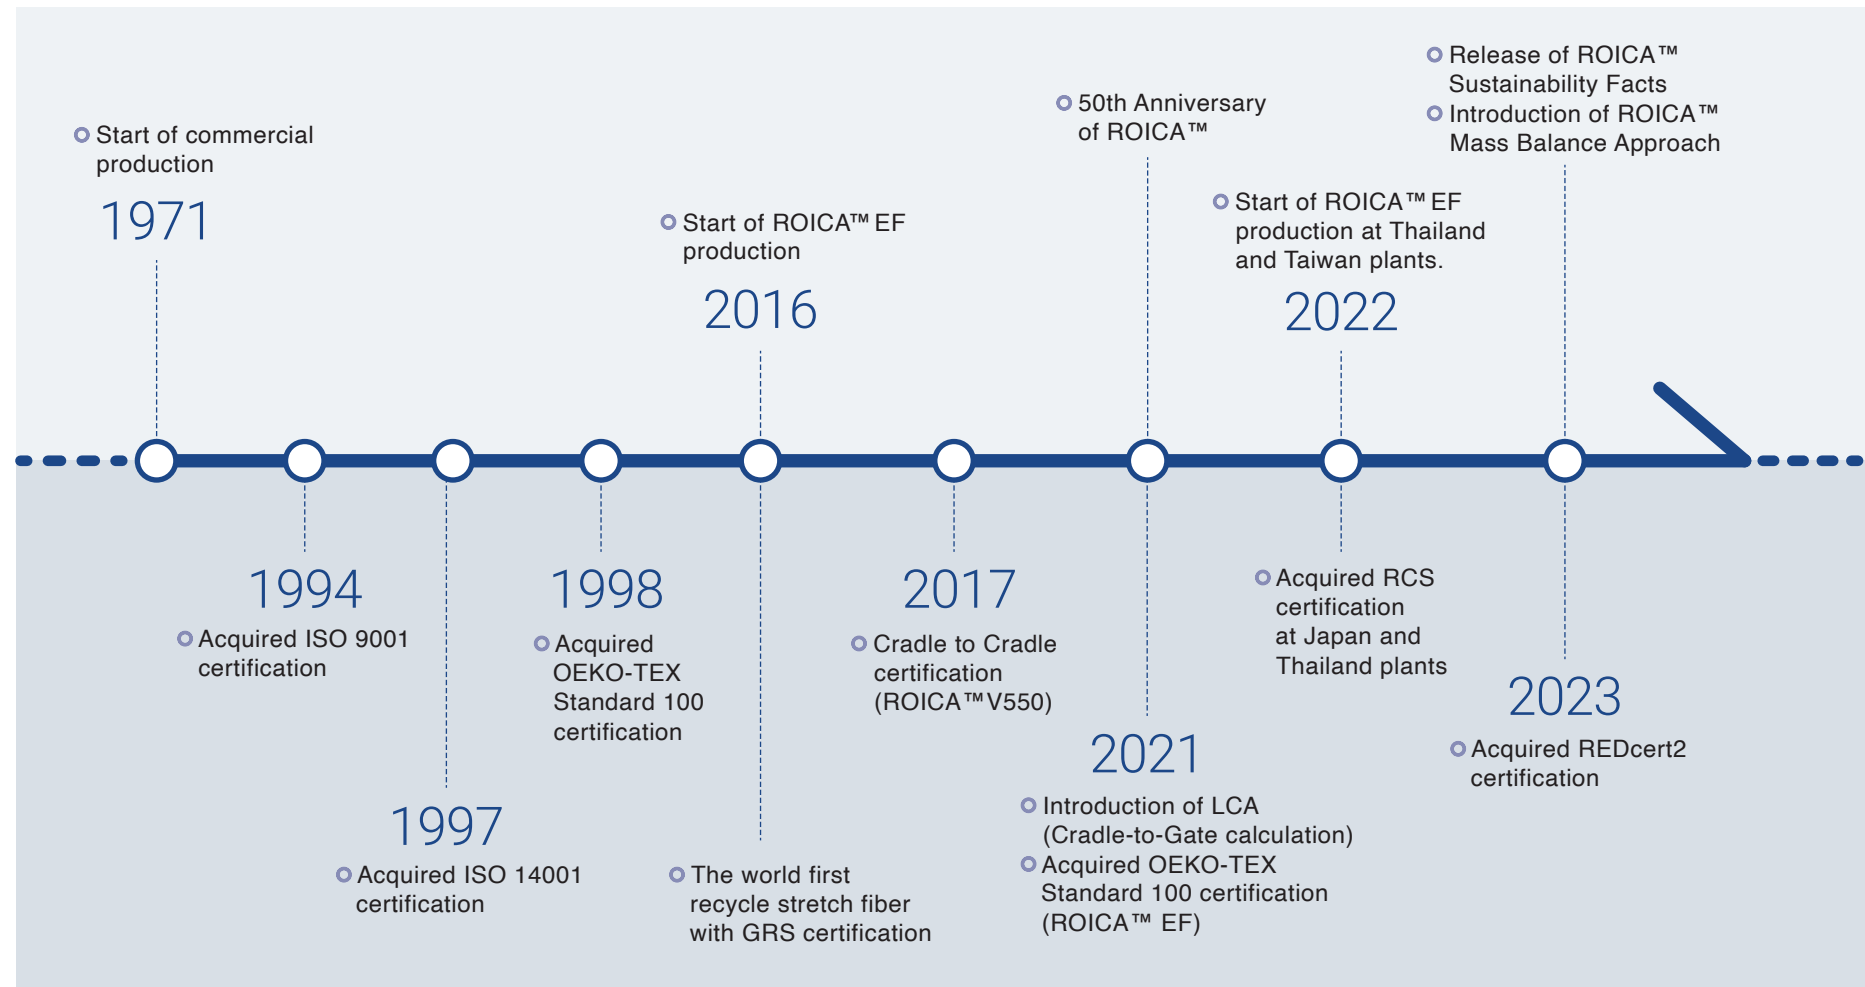 Start of commercial
production
1971
Acquired ISO 9001
certification
1994
Acquired ISO 14001
certification
1997
1998
Acquired
OEKO-TEX
Standard 100
certification
Start of ROICA™ EF
production
2016
The world first
recycle stretch fiber
with GRS certification
2017
Cradle to Cradle
certification
(ROICA™ V550)
50th Anniversary
of ROICA™
2021
Introduction of LCA
(Cradle-to-Gate calculation)
Acquired OEKO-TEX
Standard 100 certification
(ROICA™ EF)
Start of ROICA™ EF
production at Thailand
and Taiwan plants.
2022
Acquired RCS
certification
at Japan and
Thailand plants
Release of ROICA™
Sustainability Facts
Introduction of ROICA™
Mass Balance Approach
2023
Acquired REDcert2
certification